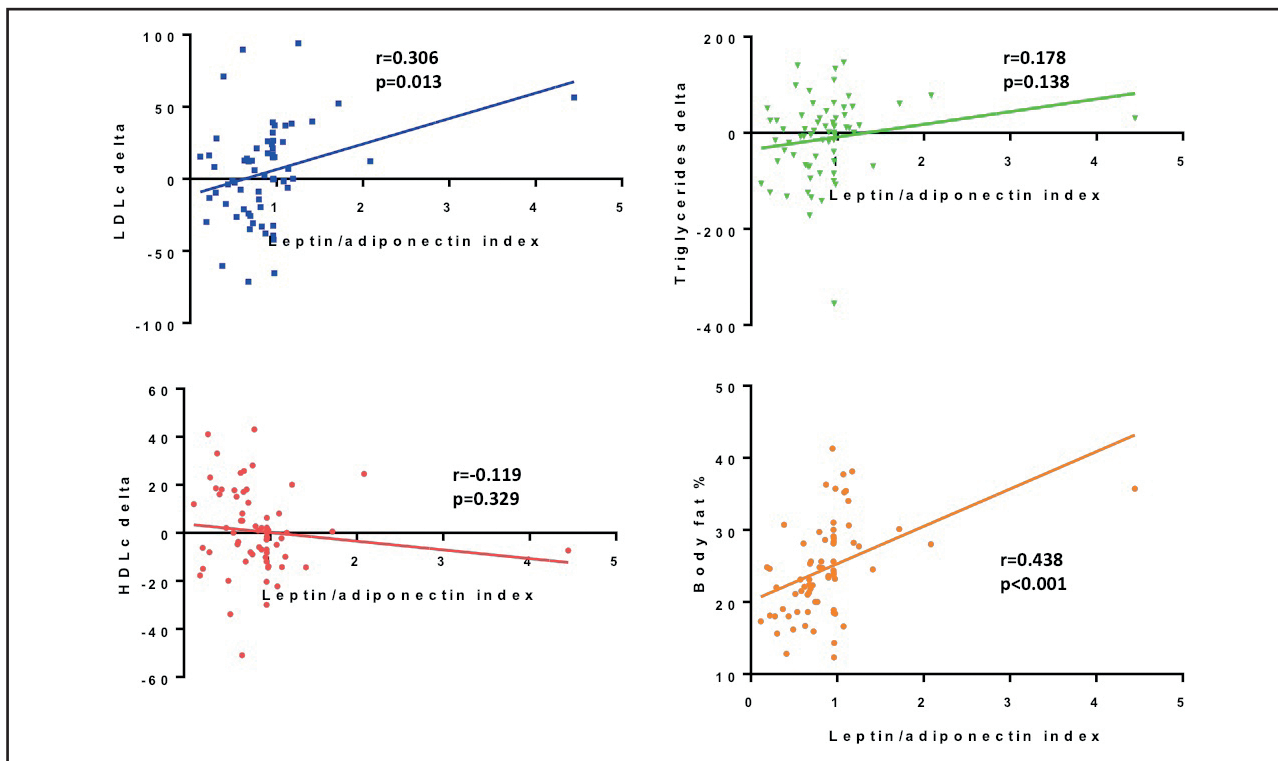 100
50
0
-50
-100
LDLc delta
r=0.306
p=0.013
1
2
3
4
5
Leptin/adiponectin index
200
0
-200
-400
Triglycerides delta
r=0.178
p=0.138
1
2
3
4
5
Leptin/adiponectin index
60
40
20
0
-20
-40
-60
HDLc delta
r=-0.119
p=0.329
1
2
3
4
5
Leptin/adiponectin index
50
40
30
20
10
Body fat %
r=0.438
p<0.001
0
1
2
3
4
5
Leptin/adiponectin index